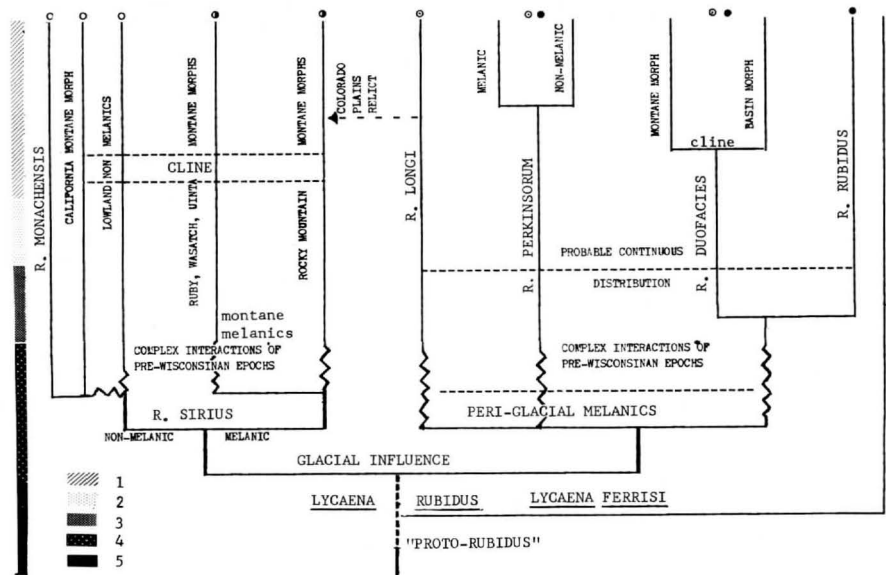 R. MONACHENSIS
CALIFORNIA MONTANE MORPH
LOWLAND NON MELANICS
RUBY, WASATCH, UINTA MONTANE MORPHS
ROCKY MOUNTAIN MONTANE MORPHS
CLINE
COLORADO
PLAINS
RELICT
R. LONGI
MELANIC
NON-MELANIC
R. PERKINSORUM
MONTANE MORPH
BASIN MORPH
cline
R. DUOFACIES
R. RUBIDUS
PROBABLE CONTINUOUS
DISTRIBUTION
montane
melanics
COMPLEX INTERACTIONS OF
PRE-WISCONSINAN EPOCHS
COMPLEX INTERACTIONS OF
PRE-WISCONSINAN EPOCHS
R. SIRIUS
NON-MELANIC MELANIC
PERI-GLACIAL MELANICS
GLACIAL INFLUENCE
LYCAENA RUBIDUS LYCAENA FERRISI
"PROTO-RUBIDUS"
1
2
3
4
5